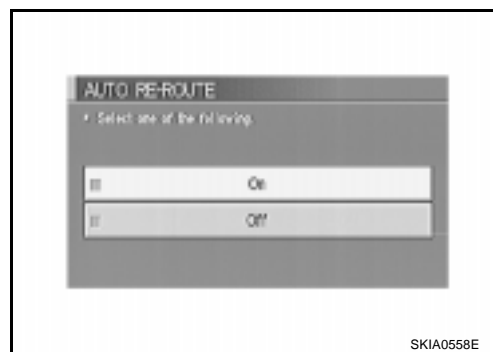 AUTO RE-ROUTE
• Select one of the following.
On
Off
SKIA0558E